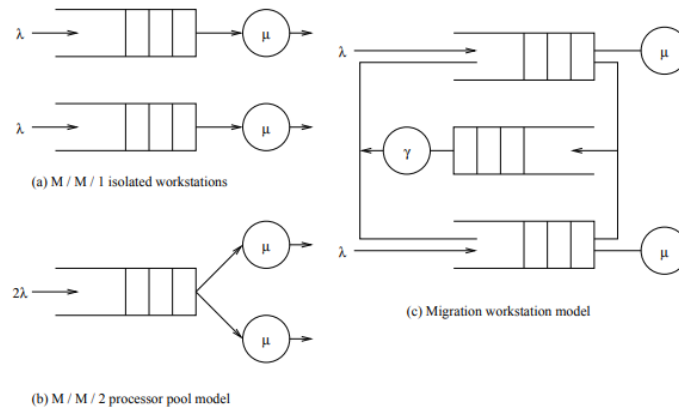 λ
μ
λ
μ
(a) M / M / 1 isolated workstations
2λ
μ
μ
(b) M / M / 2 processor pool model
λ
μ
γ
λ
μ
(c) Migration workstation model